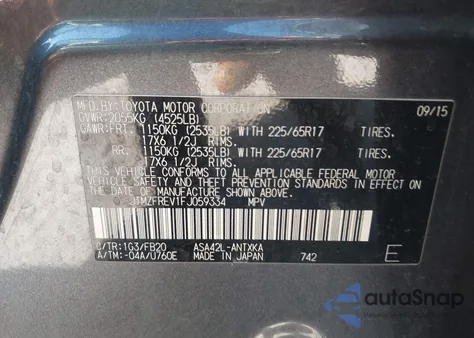 MFD.BY:TOYOTA MOTOR CORPORATION 09/15
GVWR:2055KG (4525LB)
GAWR:FRT. 1150KG (2535LB) WITH 225/65R17 TIRES.
17X6 1/2J RIMS.
RR. 1150KG (2535LB) WITH 225/65R17 TIRES.
17X6 1/2J RIMS.
THIS VEHICLE CONFORMS TO ALL APPLICABLE FEDERAL MOTOR
VEHICLE SAFETY STANDARDS IN EFFECT ON THE DATE OF
MANUFACTURE SHOWN ABOVE.
JTMZFREV1FJ059334 MPV
C/TR:1G3/FB20 ASA42L-ANTXKA
A/TM:-04A/U760E MADE IN JAPAN 742 E
autoSnap